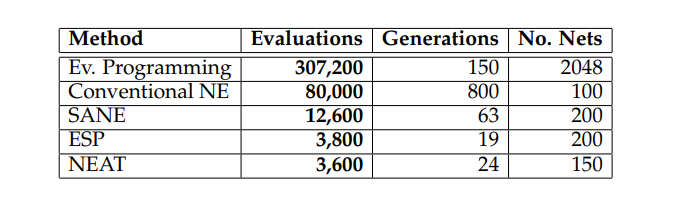 Method Evaluations Generations No. Nets
Ev. Programming 307,200 150 2048
Conventional NE 80,000 800 100
SANE 12,600 63 200
ESP 3,800 19 200
NEAT 3,600 24 150